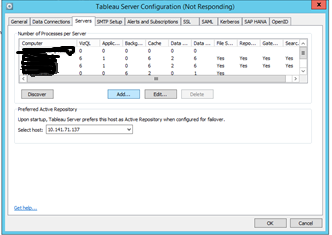 Tableau Server Configuration (Not Responding)
General Data Connections Servers SMTP Setup Alerts and Subscriptions SSL SAML Kerberos SAP HANA OpenID
Number of Processes per Server
Computer VizQL Applic... Backg... Cache Data ... Data ... File S... Repo... Gate... Searc...
0 0 0 0 0 0
6 1 0 6 2 6 Yes Yes Yes Yes
6 1 0 6 2 6 Yes Yes Yes Yes
0 0 6 2 0 1 Yes
Discover Add... Edit... Delete
Preferred Active Repository
Upon startup, Tableau Server prefers this host as Active Repository when configured for failover.
Select host: 10.141.71.137
Get help...
OK Cancel